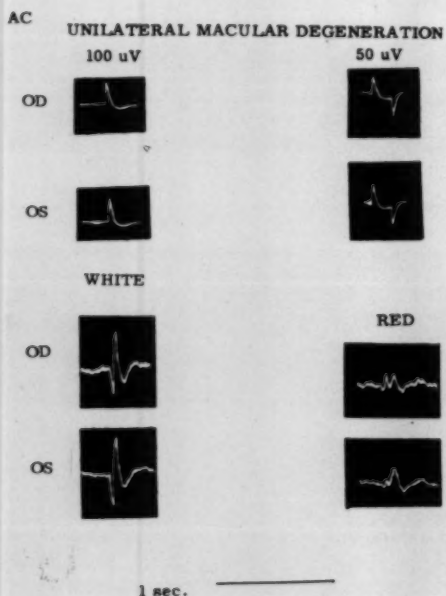 AC
UNILATERAL MACULAR DEGENERATION
100 uV 50 uV
OD
OS
WHITE
RED
OD
OS
1 sec.